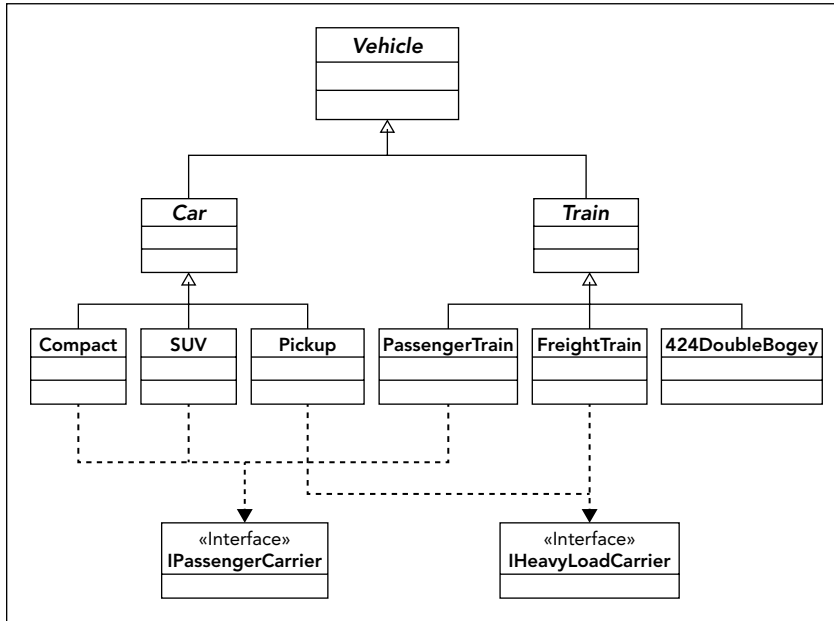 Vehicle
Car
Train
Compact
SUV
Pickup
PassengerTrain
FreightTrain
424DoubleBogey
«Interface»
IPassengerCarrier
«Interface»
IHeavyLoadCarrier